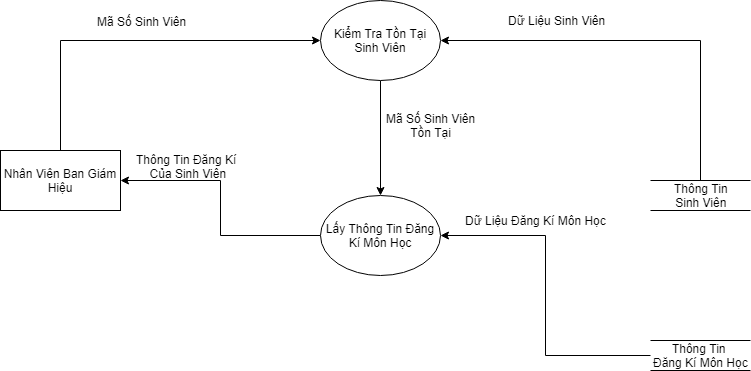 Mã Số Sinh Viên
Kiểm Tra Tồn Tại
Sinh Viên
Dữ Liệu Sinh Viên
Mã Số Sinh Viên
Tồn Tại
Nhân Viên Ban Giám
Hiệu
Thông Tin Đăng Kí
Của Sinh Viên
Thông Tin
Sinh Viên
Lấy Thông Tin Đăng
Kí Môn Học
Dữ Liệu Đăng Kí Môn Học
Thông Tin
Đăng Kí Môn Học